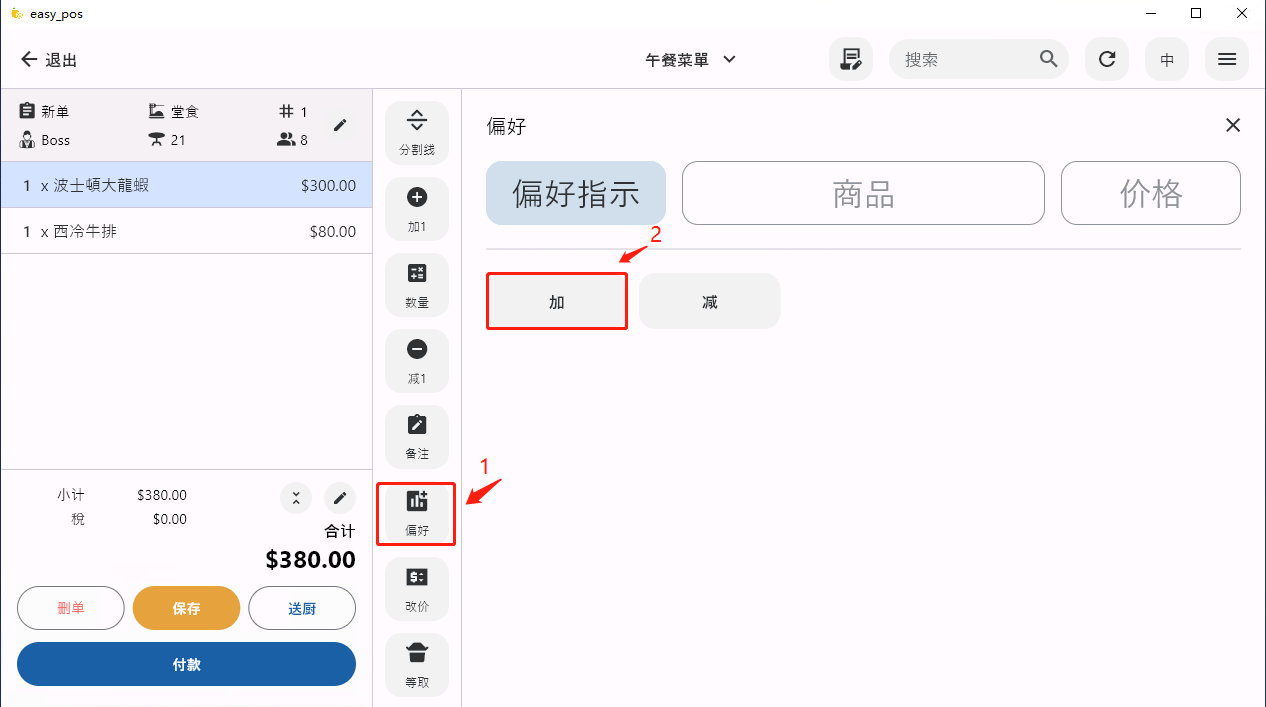 easy_pos
退出
午餐菜單
搜索
中
新单
堂食
1
Boss
21
8
1 x 波士頓大龍蝦 $300.00
1 x 西冷牛排 $80.00
小计 $380.00
稅 $0.00
合计
$380.00
刪单
保存
送厨
付款
分割线
加1
数量
减1
备注
偏好
改价
等取
1
偏好
偏好指示
商品
价格
2
加
减